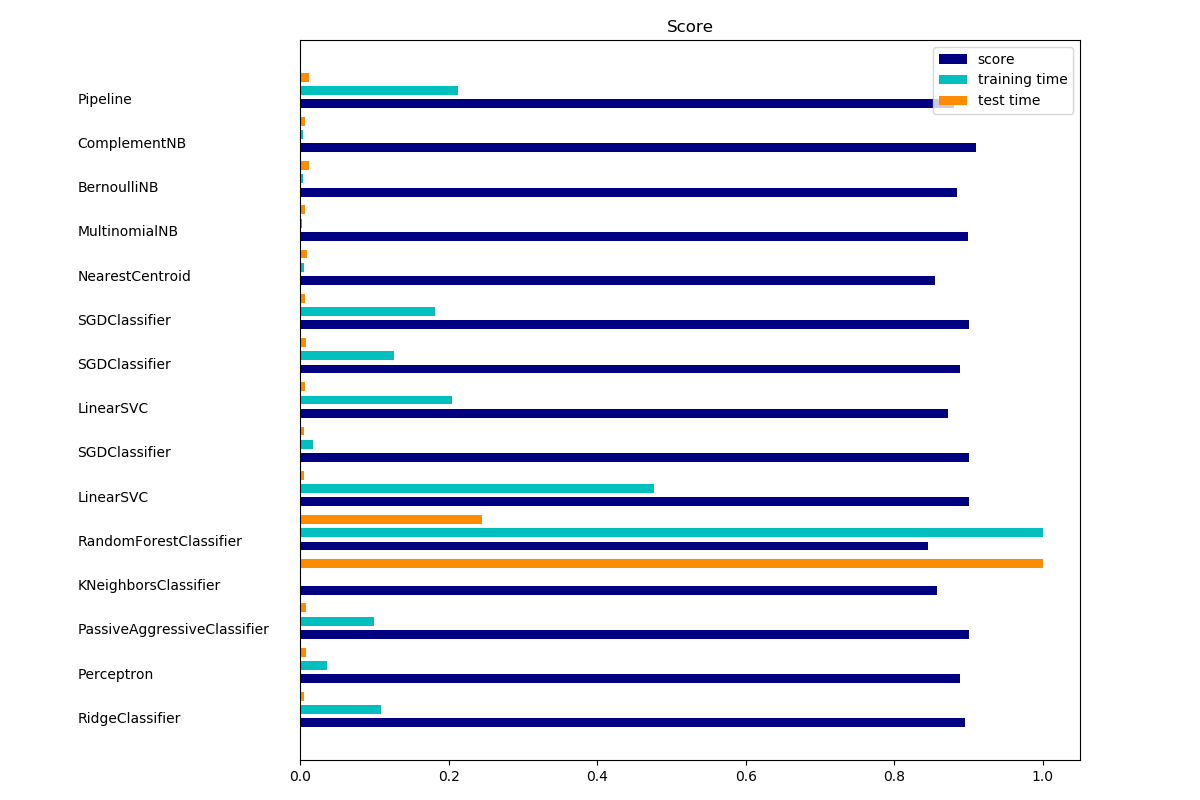 Score
score
training time
test time
Pipeline
ComplementNB
BernoulliNB
MultinomialNB
NearestCentroid
SGDClassifier
SGDClassifier
LinearSVC
SGDClassifier
LinearSVC
RandomForestClassifier
KNeighborsClassifier
PassiveAggressiveClassifier
Perceptron
RidgeClassifier
0.0 0.2 0.4 0.6 0.8 1.0